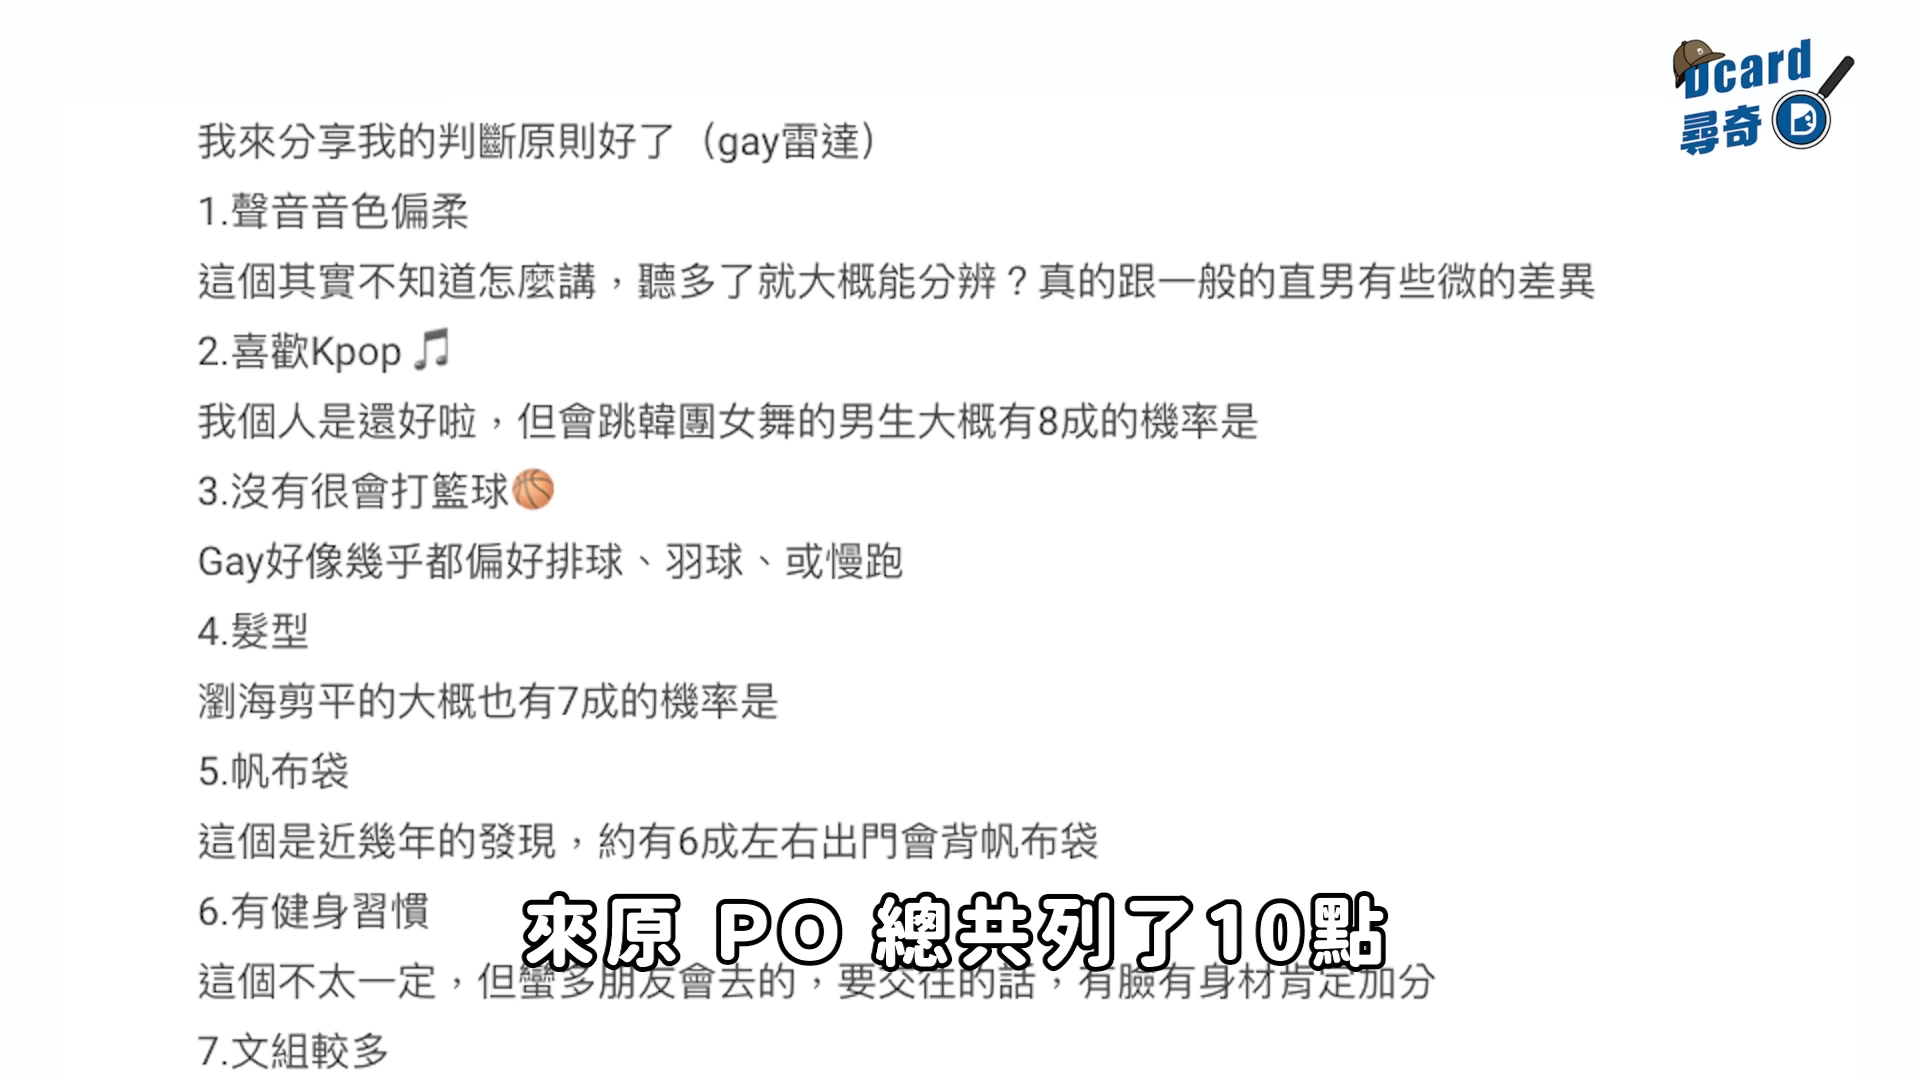 Dcard
尋奇
我來分享我的判斷原則好了（gay雷達）
1.聲音音色偏柔
這個其實不知道怎麼講，聽多了就大概能分辨？真的跟一般的直男有些微的差異
2.喜歡Kpop🎵
我個人是還好啦，但會跳韓團女舞的男生大概有8成的機率是
3.沒有很會打籃球🏀
Gay好像幾乎都偏好排球、羽球、或慢跑
4.髮型
瀏海剪平的大概也有7成的機率是
5.帆布袋
這個是近幾年的發現，約有6成左右出門會背帆布袋
6.有健身習慣
來原 PO 總共列了10點
這個不太一定，但蠻多朋友會去的，要交往的話，有臉有身材肯定加分
7.文組較多